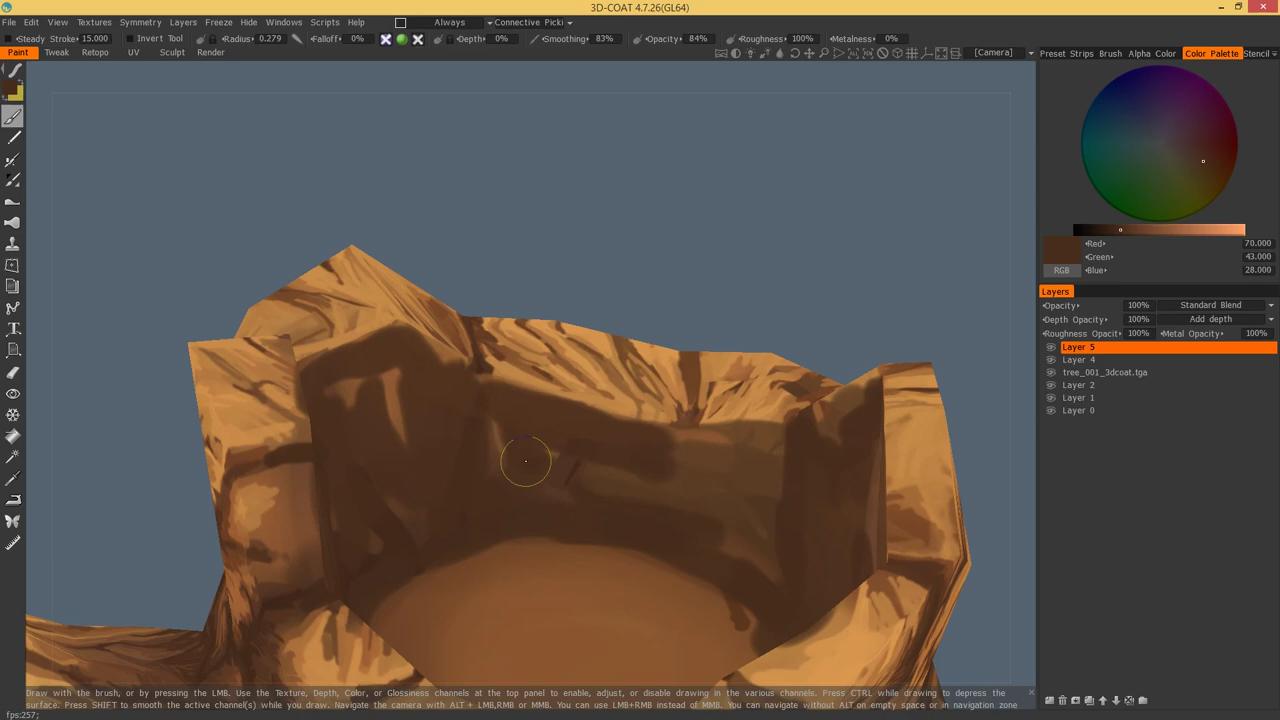 3D-COAT 4.7.26(GL64)
File Edit View Textures Symmetry Layers Freeze Hide Windows Scripts Help Always Connective Picki
Steady Stroke 15.000 Invert Tool Radius 0.279 Falloff 0% Depth 0% Smoothing 83% Opacity 84% Roughness 100% Metalness 0%
Paint Tweak Retopo UV Sculpt Render [Camera] Preset Strips Brush Alpha Color Color Palette Stencil
Red 70.000
Green 43.000
RGB Blue 28.000
Layers
Opacity 100% Standard Blend
Depth Opacity 100% Add depth
Roughness Opacit 100% Metal Opacity 100%
Layer 5
Layer 4
tree_001_3dcoat.tga
Layer 2
Layer 1
Layer 0
Draw with the brush, or by pressing the LMB. Use the Texture, Depth, Color, or Glossiness channels at the top panel to enable, adjust, or disable drawing in the various channels. Press CTRL while drawing to depress the
surface. Press SHIFT to smooth the active channel(s) while you draw. Navigate the camera with ALT + LMB,RMB or MMB. You can use LMB+RMB instead of MMB. You can navigate without ALT on empty space or in navigation zone
fps:257;